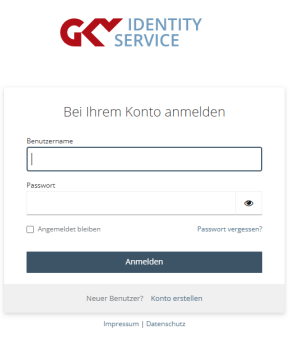 GKV IDENTITY
SERVICE
Bei Ihrem Konto anmelden
Benutzername
Passwort
Angemeldet bleiben Passwort vergessen?
Anmelden
Neuer Benutzer? Konto erstellen
Impressum | Datenschutz